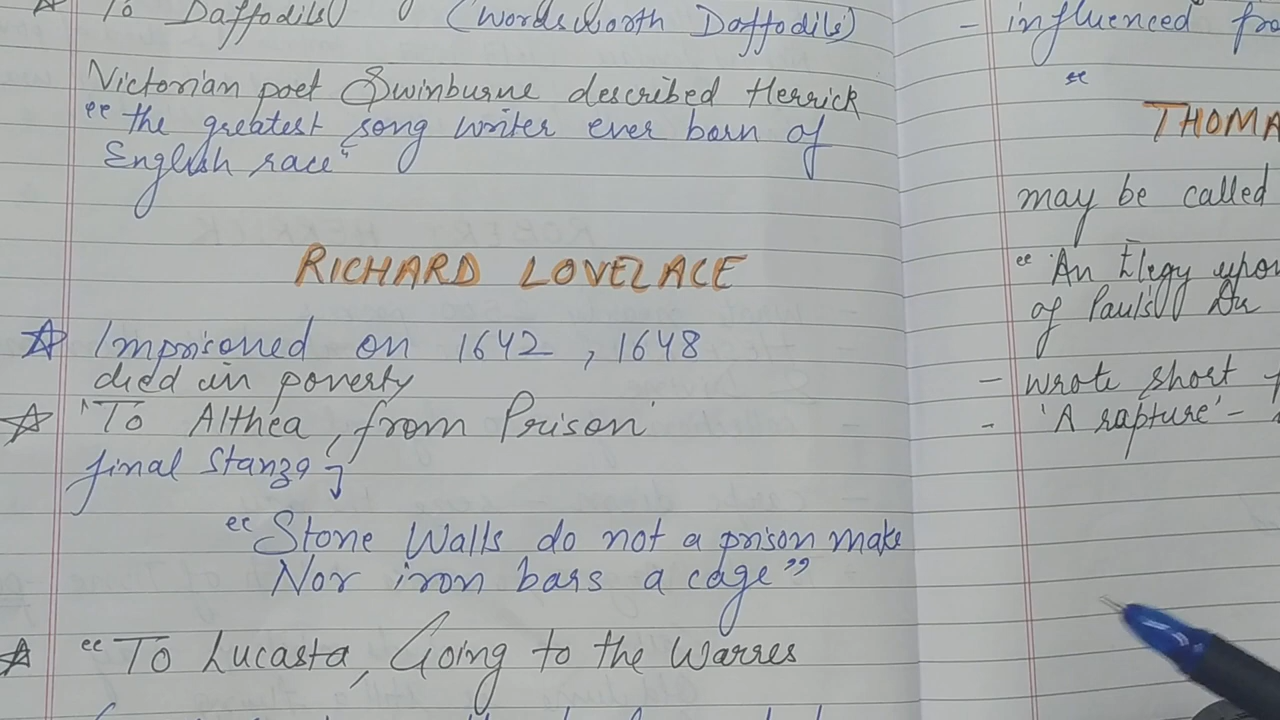 To Daffodils (Wordsworth Daffodils)
Victorian poet Swinburne described Herrick
"the greatest song writer ever born of
English race"
RICHARD LOVELACE
Imprisoned on 1642, 1648
died in poverty
'To Althea, from Prison'
final Stanza
"Stone Walls do not a prison make
Nor iron bars a cage"
"To Lucasta, Going to the Warres
- influenced
THOMA
may be called
"An Elegy upon
of Paul's
- wrote short
- 'A rapture' -